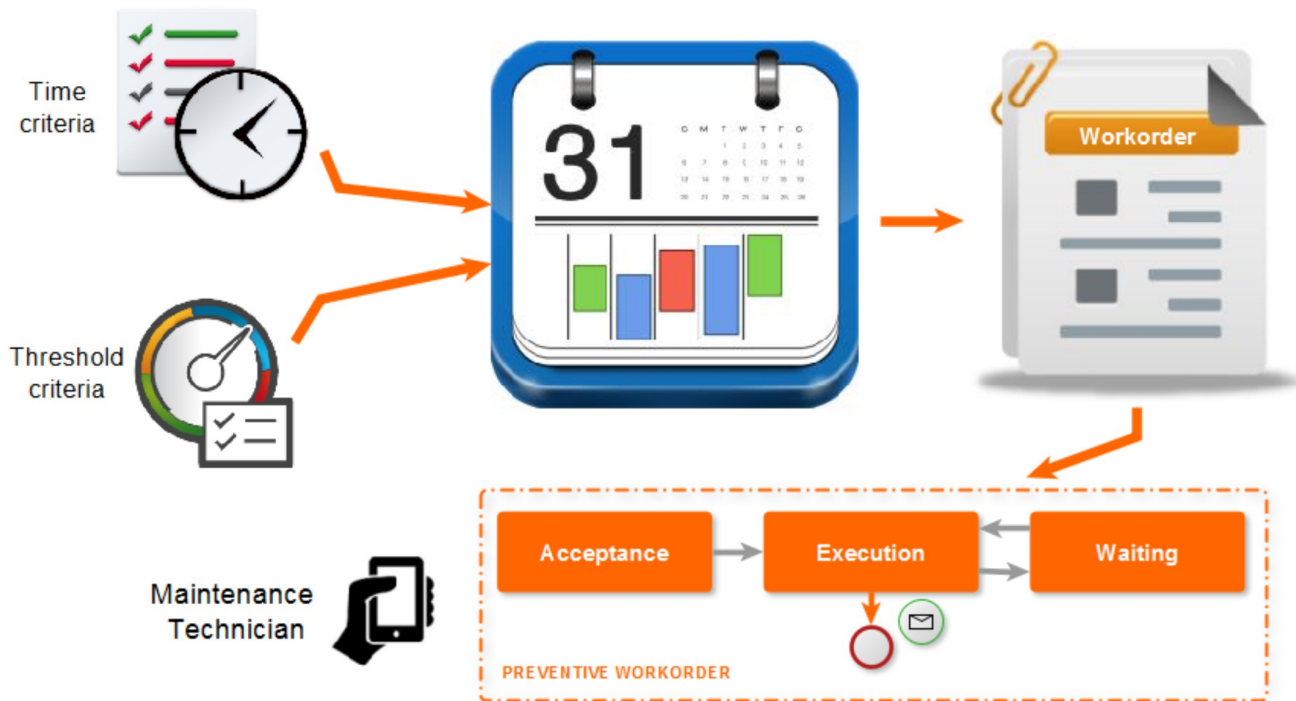 Time
criteria
31
Workorder
Threshold
criteria
Acceptance
Execution
Waiting
Maintenance
Technician
PREVENTIVE WORKORDER